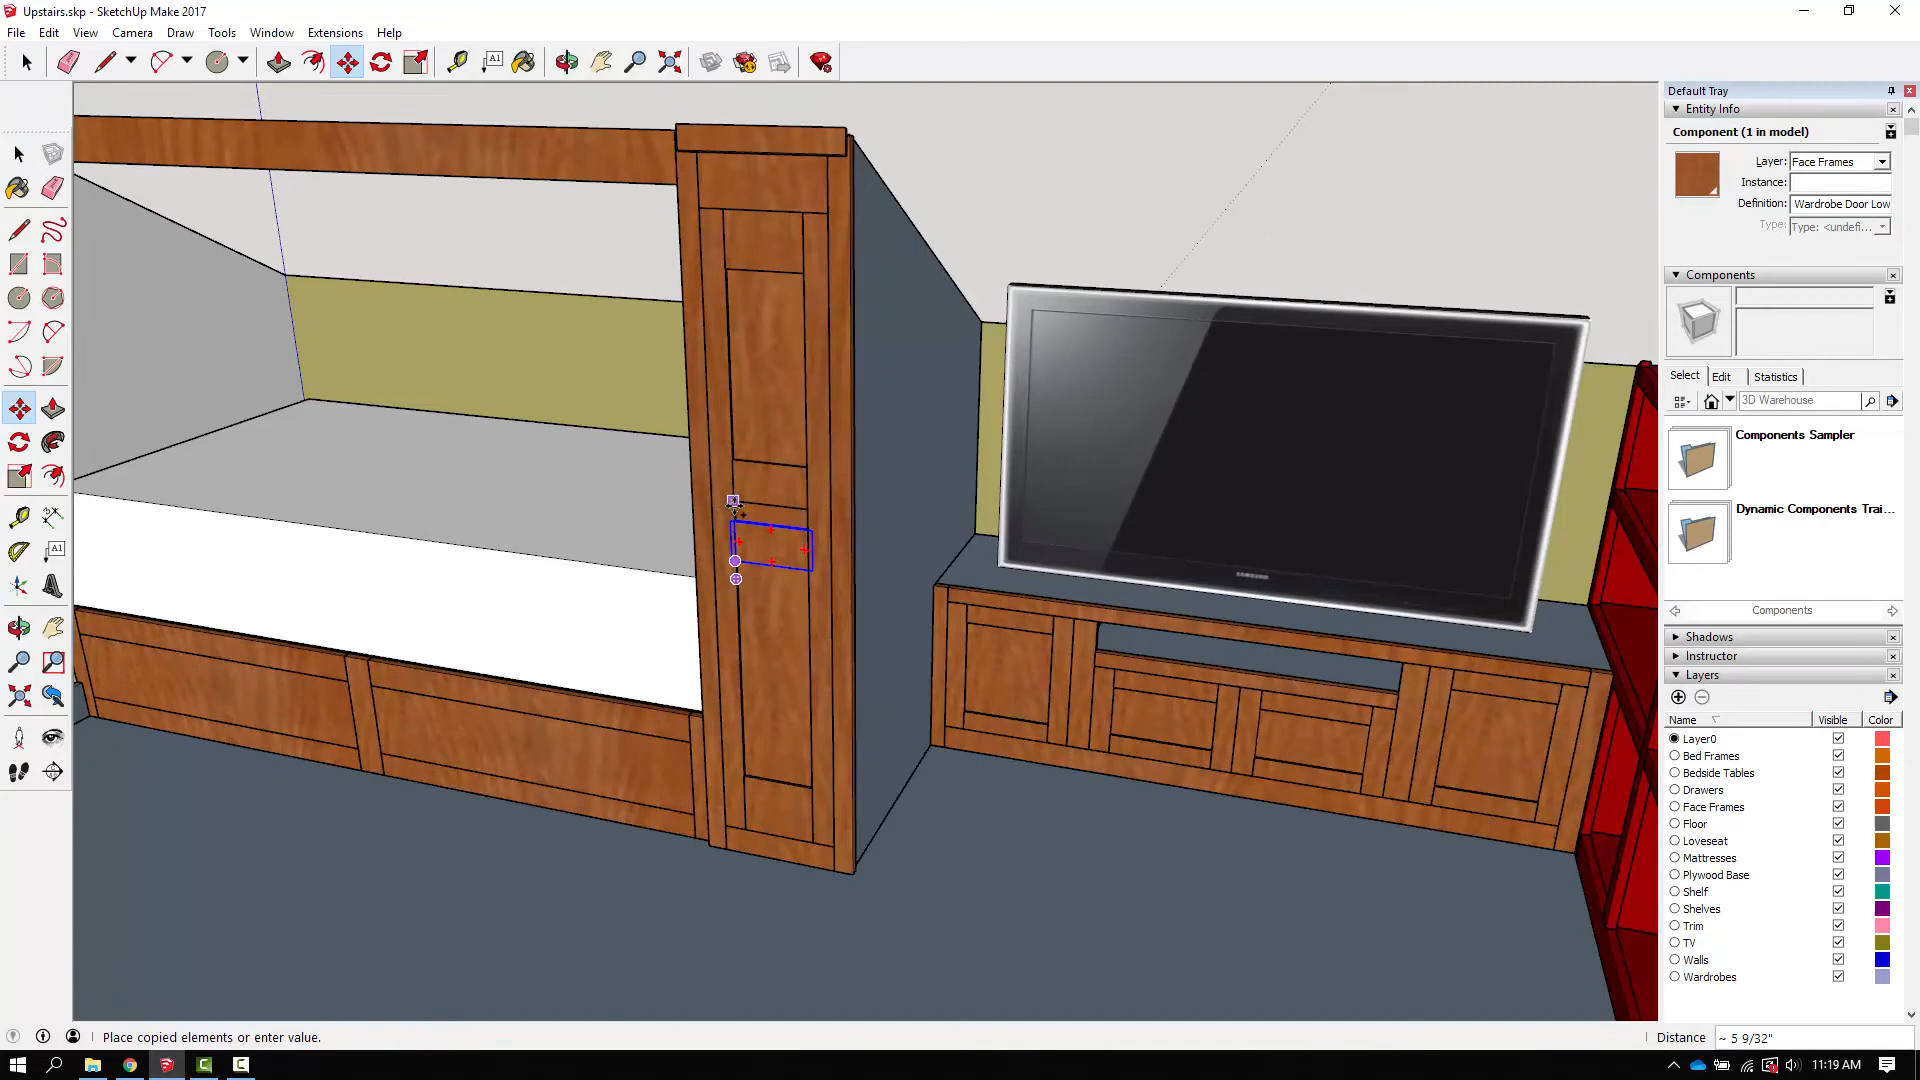 Upstairs.skp - SketchUp Make 2017
File Edit View Camera Draw Tools Window Extensions Help
A1
A1
Default Tray
Entity Info
Component (1 in model)
Layer: Face Frames
Instance:
Definition: Wardrobe Door Low
Type: Type: <undefi...
Components
Select Edit Statistics
3D Warehouse
Components Sampler
Dynamic Components Trai...
Components
Shadows
Instructor
Layers
Name Visible Color
Layer0
Bed Frames
Bedside Tables
Drawers
Face Frames
Floor
Loveseat
Mattresses
Plywood Base
Shelf
Shelves
Trim
TV
Walls
Wardrobes
SAMSUNG
Place copied elements or enter value.
Distance ~ 5 9/32"
11:19 AM